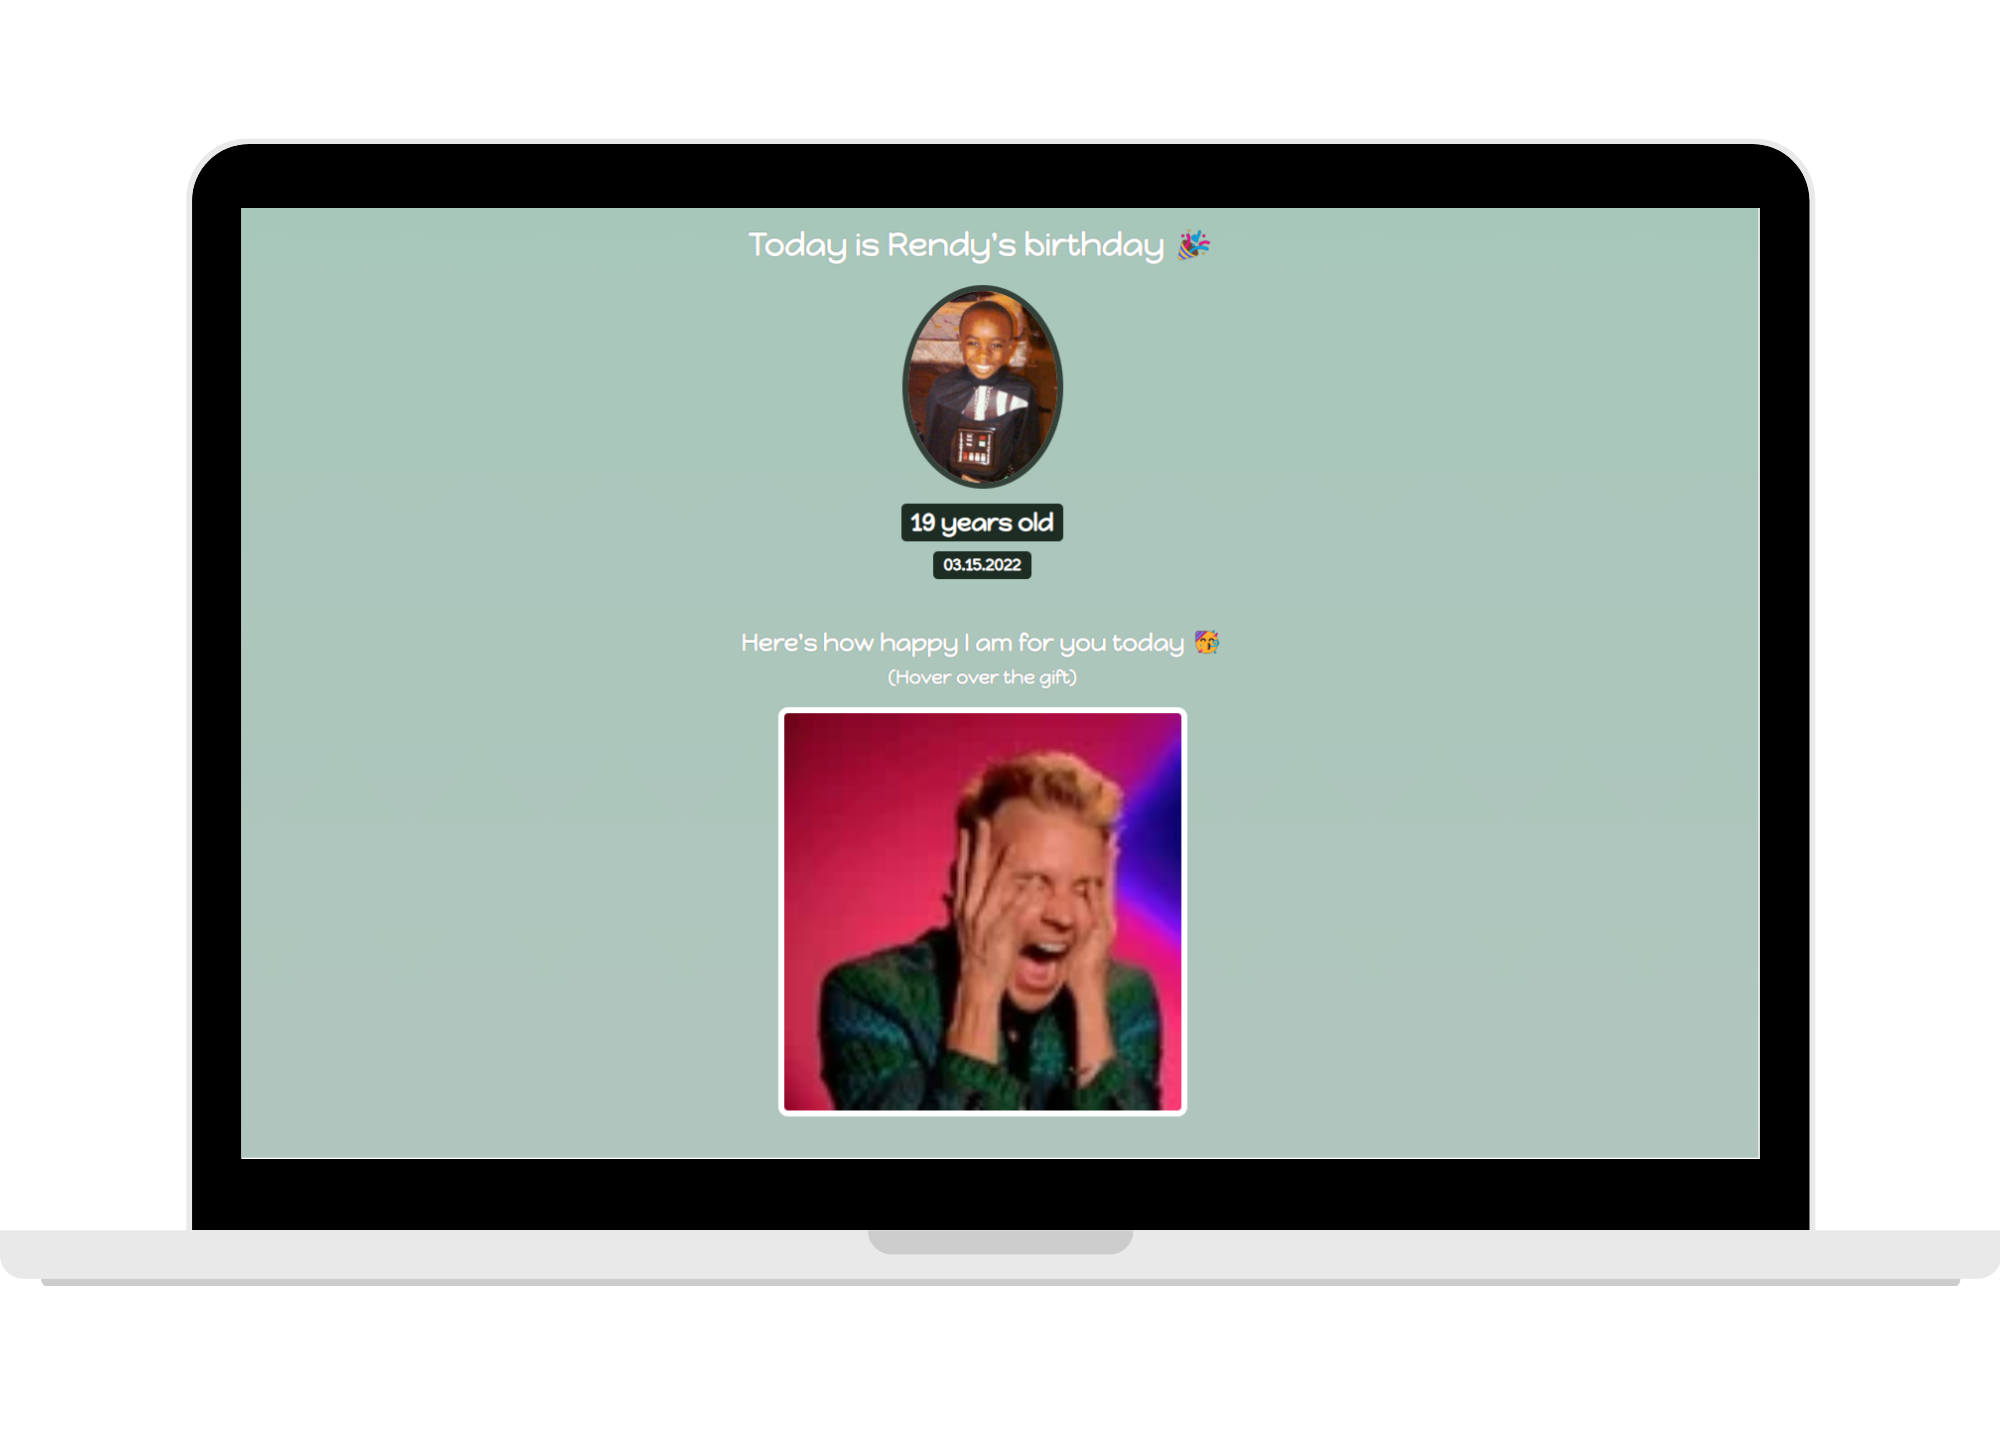 Today is Rendy's birthday 🎉
19 years old
03.15.2022
Here's how happy I am for you today 🥳
(Hover over the gift)